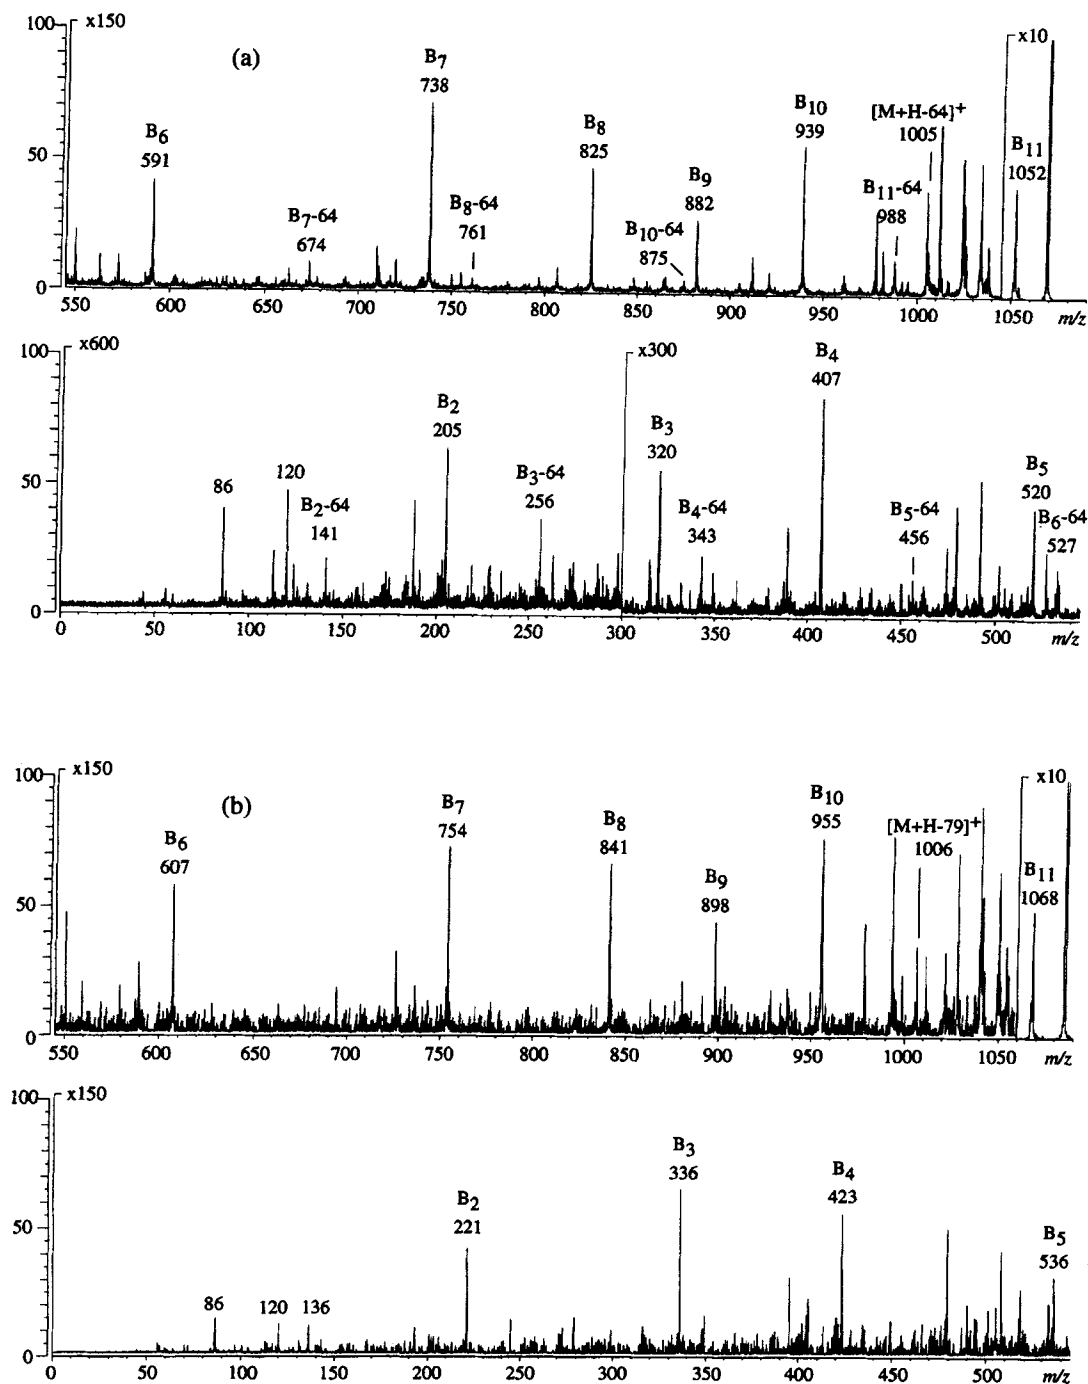 100 x150 x10
(a)
B7
738
B10
939
[M+H-64]+
1005
B6
591
B8
825
B11
1052
50
B9
882
B11-64
988
B7-64
674
B8-64
761
B10-64
875
0
550 600 650 700 750 800 850 900 950 1000 1050 m/z
100 x600 x300
B4
407
B2
205
B3
320
50
86
120
B2-64
141
B3-64
256
B4-64
343
B5-64
456
B5
520
B6-64
527
0
0 50 100 150 200 250 300 350 400 450 500 m/z
100 x150 x10
(b)
B7
754
B10
955
B6
607
B8
841
[M+H-79]+
1006
B9
898
B11
1068
50
0
550 600 650 700 750 800 850 900 950 1000 1050 m/z
100 x150
B3
336
B2
221
B4
423
50
B5
536
86 120 136
0
0 50 100 150 200 250 300 350 400 450 500 m/z